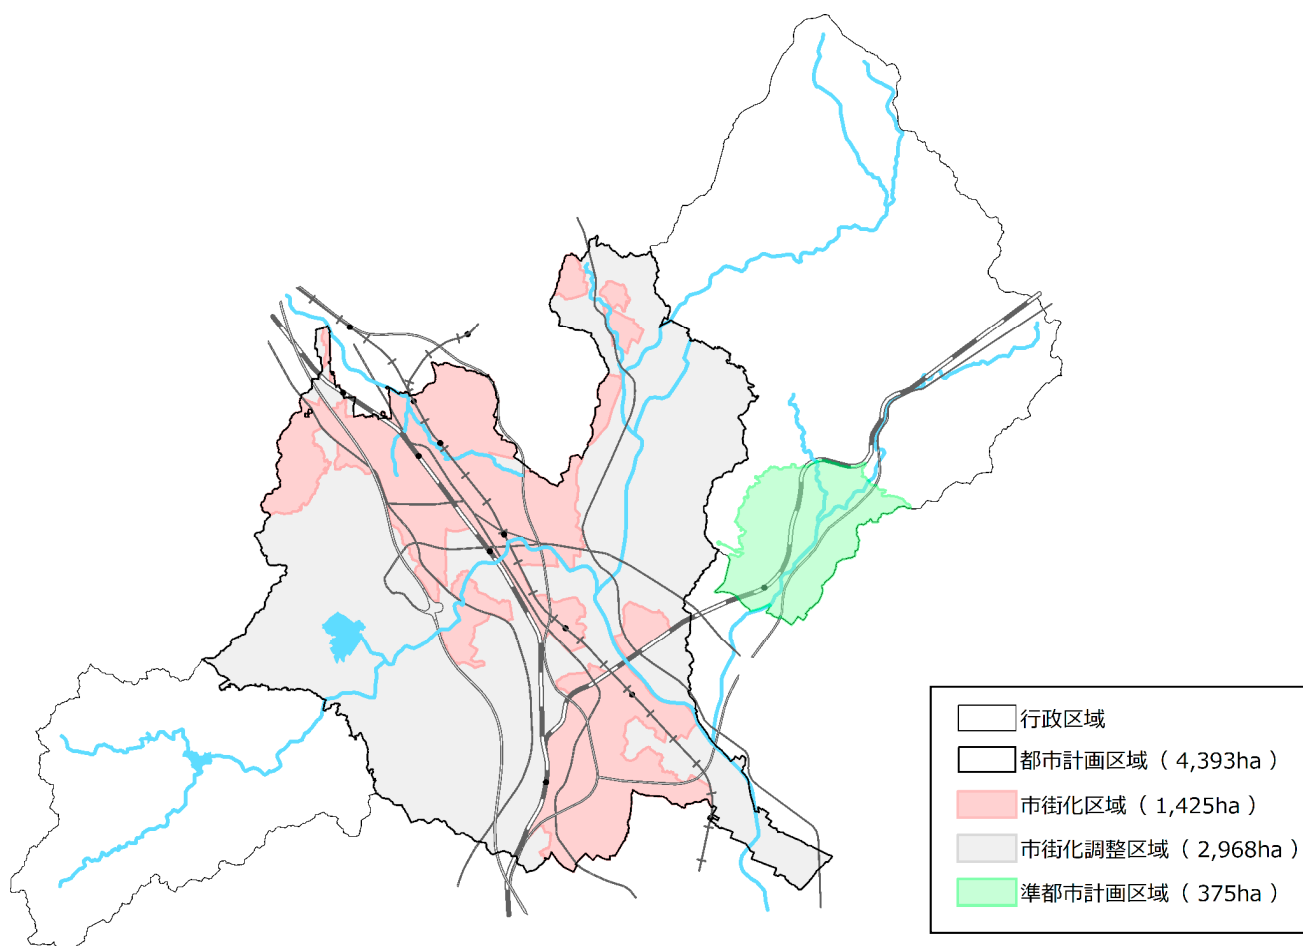 行政区域
都市計画区域（ 4,393ha ）
市街化区域（ 1,425ha ）
市街化調整区域（ 2,968ha ）
準都市計画区域（ 375ha ）